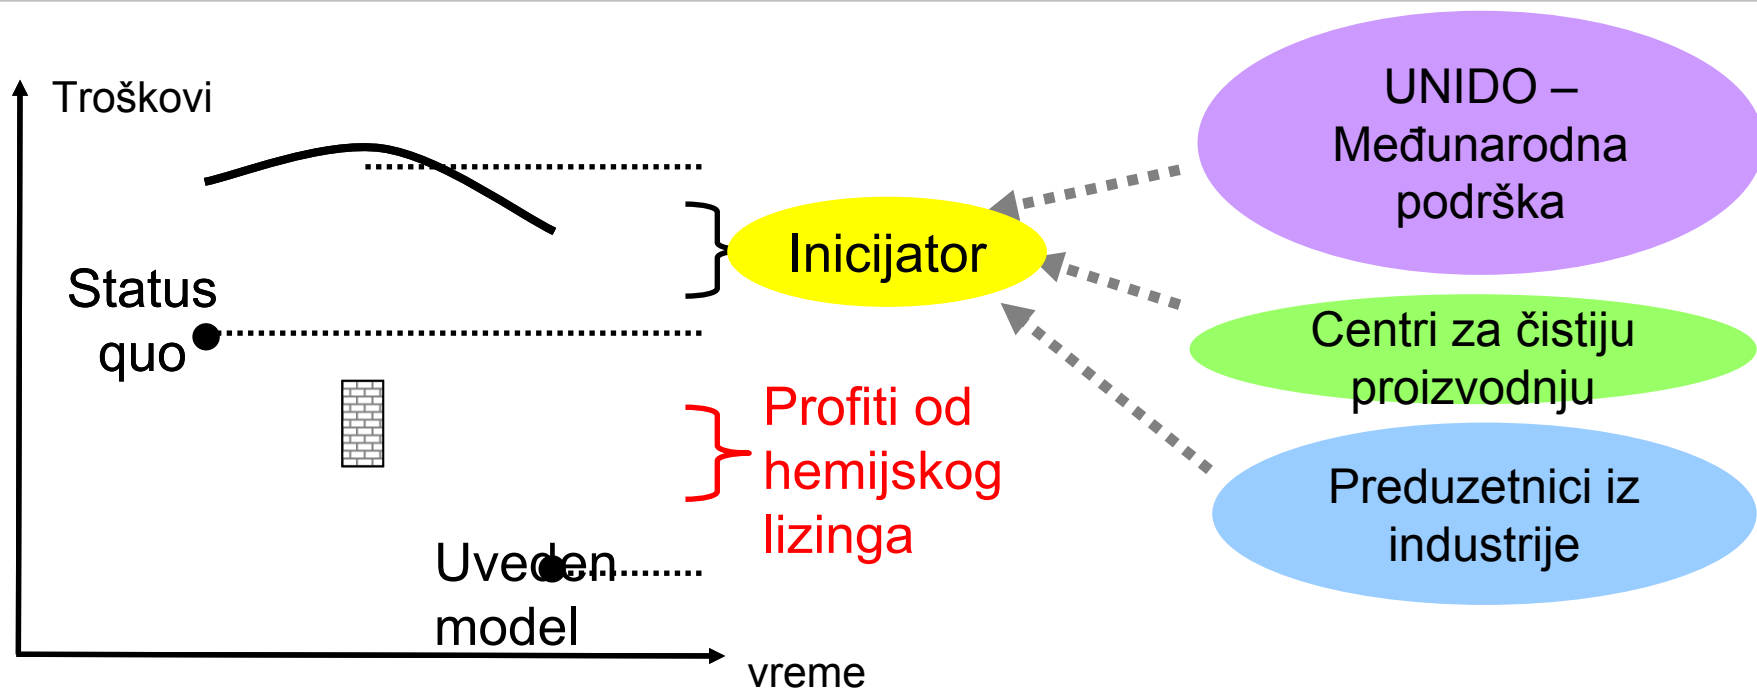 Troškovi
Status
quo
Uveden
model
vreme
Inicijator
Profiti od
hemijskog
lizinga
UNIDO –
Međunarodna
podrška
Centri za čistiju
proizvodnju
Preduzetnici iz
industrije